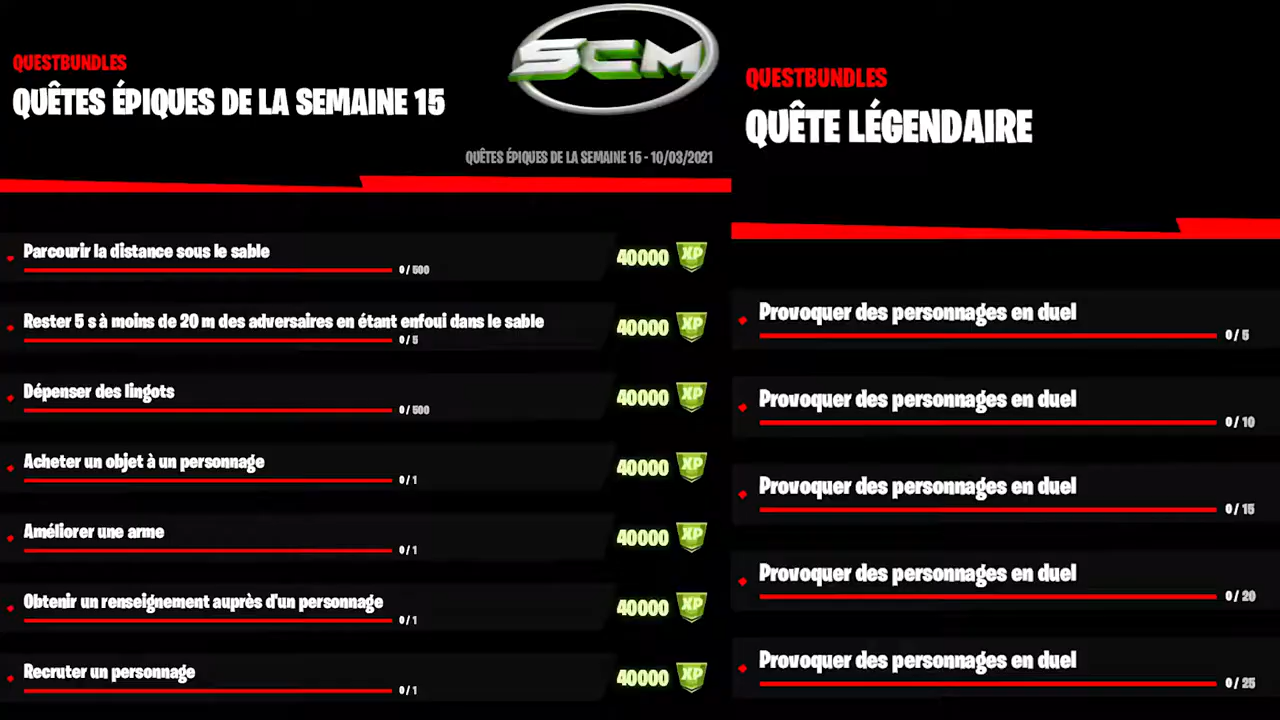 QUESTBUNDLES
QUÊTES ÉPIQUES DE LA SEMAINE 15
SCM
QUÊTES ÉPIQUES DE LA SEMAINE 15 - 10/03/2021
Parcourir la distance sous le sable
0 / 500
40000 XP
Rester 5 s à moins de 20 m des adversaires en étant enfoui dans le sable
0 / 5
40000 XP
Dépenser des lingots
0 / 500
40000 XP
Acheter un objet à un personnage
0 / 1
40000 XP
Améliorer une arme
0 / 1
40000 XP
Obtenir un renseignement auprès d'un personnage
0 / 1
40000 XP
Recruter un personnage
0 / 1
40000 XP
QUESTBUNDLES
QUÊTE LÉGENDAIRE
Provoquer des personnages en duel
0 / 5
Provoquer des personnages en duel
0 / 10
Provoquer des personnages en duel
0 / 15
Provoquer des personnages en duel
0 / 20
Provoquer des personnages en duel
0 / 25